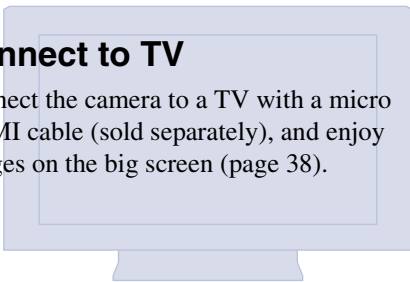 nnect to TV
nect the camera to a TV with a micro
MI cable (sold separately), and enjoy
ges on the big screen (page 38).